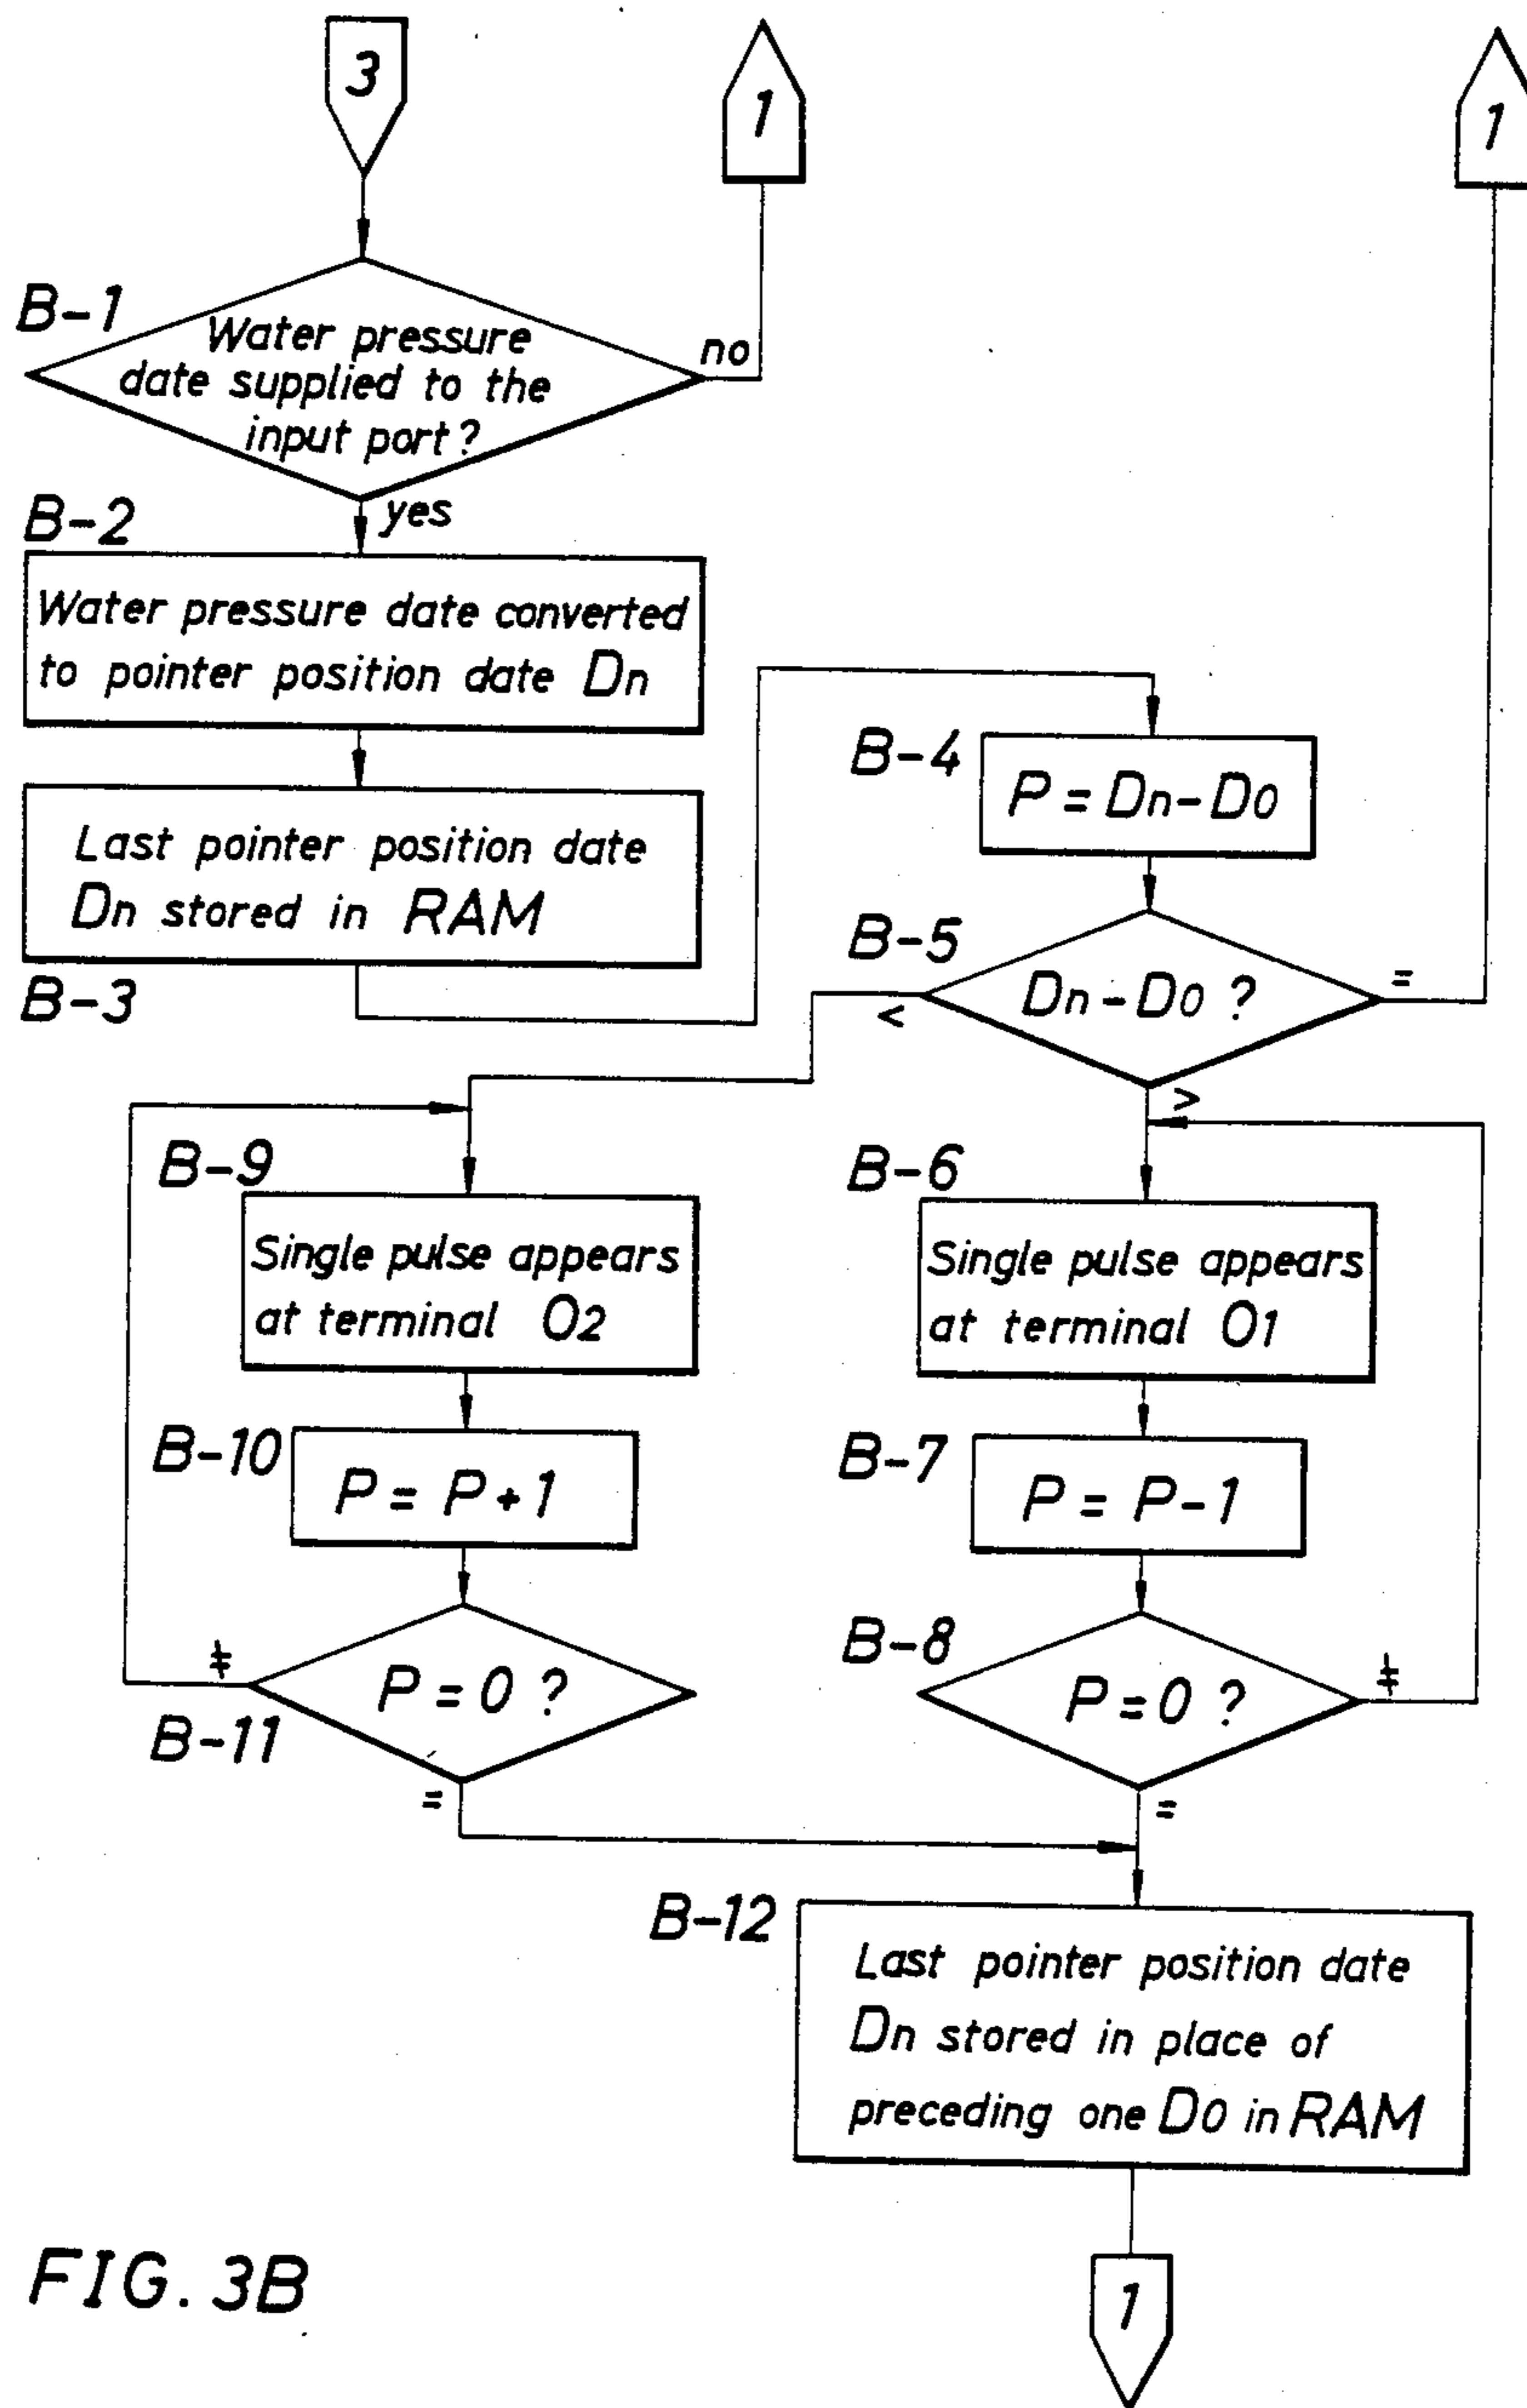 3
1
1
B-1
Water pressure
date supplied to the
input port?
no
yes
B-2
Water pressure date converted
to pointer position date Dn
Last pointer position date
Dn stored in RAM
B-3
B-4
P = Dn - Do
B-5
Dn - Do ?
=
<
>
B-9
Single pulse appears
at terminal O2
B-10
P = P + 1
P = 0 ?
≠
B-11
=
B-6
Single pulse appears
at terminal O1
B-7
P = P - 1
B-8
P = 0 ?
≠
=
B-12
Last pointer position date
Dn stored in place of
preceding one Do in RAM
1
FIG. 3B